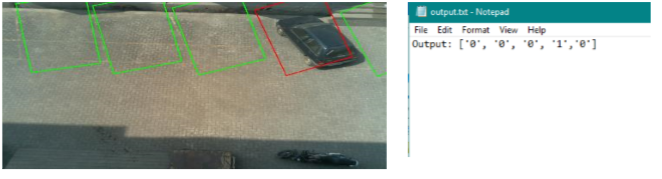 output.txt - Notepad
File Edit Format View Help
Output: ['0', '0', '0', '1','0']